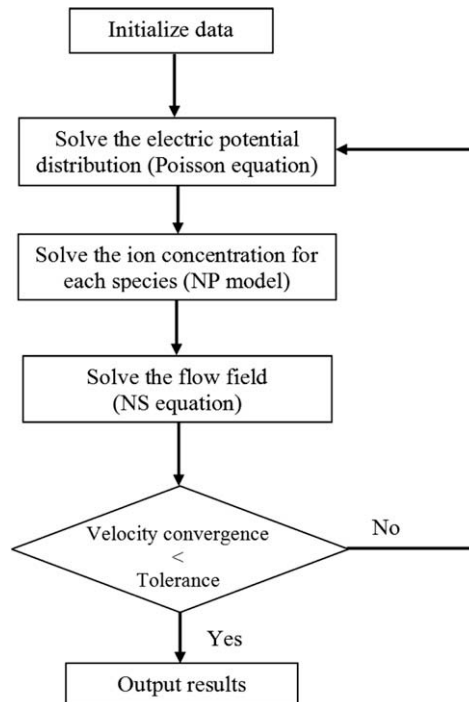 Initialize data
Solve the electric potential
distribution (Poisson equation)
Solve the ion concentration for
each species (NP model)
Solve the flow field
(NS equation)
Velocity convergence
<
Tolerance
No
Yes
Output results